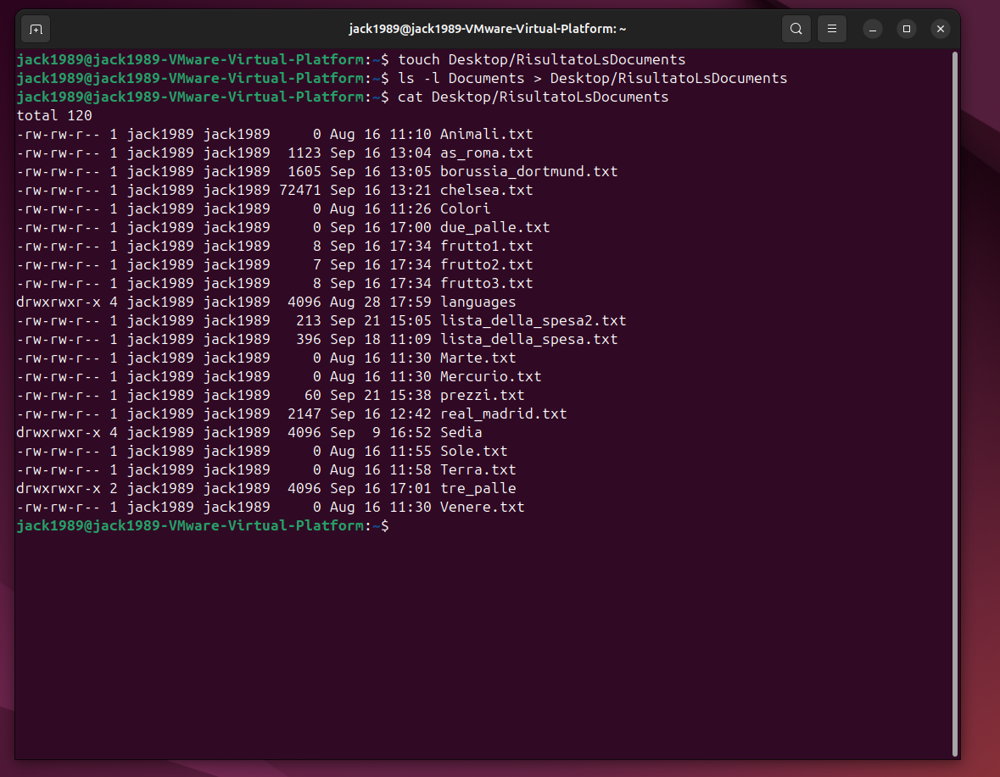 jack1989@jack1989-VMware-Virtual-Platform: ~
jack1989@jack1989-VMware-Virtual-Platform:~$ touch Desktop/RisultatoLsDocuments
jack1989@jack1989-VMware-Virtual-Platform:~$ ls -l Documents > Desktop/RisultatoLsDocuments
jack1989@jack1989-VMware-Virtual-Platform:~$ cat Desktop/RisultatoLsDocuments
total 120
-rw-rw-r-- 1 jack1989 jack1989     0 Aug 16 11:10 Animali.txt
-rw-rw-r-- 1 jack1989 jack1989  1123 Sep 16 13:04 as_roma.txt
-rw-rw-r-- 1 jack1989 jack1989  1605 Sep 16 13:05 borussia_dortmund.txt
-rw-rw-r-- 1 jack1989 jack1989 72471 Sep 16 13:21 chelsea.txt
-rw-rw-r-- 1 jack1989 jack1989     0 Aug 16 11:26 Colori
-rw-rw-r-- 1 jack1989 jack1989     0 Sep 16 17:00 due_palle.txt
-rw-rw-r-- 1 jack1989 jack1989     8 Sep 16 17:34 frutto1.txt
-rw-rw-r-- 1 jack1989 jack1989     7 Sep 16 17:34 frutto2.txt
-rw-rw-r-- 1 jack1989 jack1989     8 Sep 16 17:34 frutto3.txt
drwxrwxr-x 4 jack1989 jack1989  4096 Aug 28 17:59 languages
-rw-rw-r-- 1 jack1989 jack1989   213 Sep 21 15:05 lista_della_spesa2.txt
-rw-rw-r-- 1 jack1989 jack1989   396 Sep 18 11:09 lista_della_spesa.txt
-rw-rw-r-- 1 jack1989 jack1989     0 Aug 16 11:30 Marte.txt
-rw-rw-r-- 1 jack1989 jack1989     0 Aug 16 11:30 Mercurio.txt
-rw-rw-r-- 1 jack1989 jack1989    60 Sep 21 15:38 prezzi.txt
-rw-rw-r-- 1 jack1989 jack1989  2147 Sep 16 12:42 real_madrid.txt
drwxrwxr-x 4 jack1989 jack1989  4096 Sep  9 16:52 Sedia
-rw-rw-r-- 1 jack1989 jack1989     0 Aug 16 11:55 Sole.txt
-rw-rw-r-- 1 jack1989 jack1989     0 Aug 16 11:58 Terra.txt
drwxrwxr-x 2 jack1989 jack1989  4096 Sep 16 17:01 tre_palle
-rw-rw-r-- 1 jack1989 jack1989     0 Aug 16 11:30 Venere.txt
jack1989@jack1989-VMware-Virtual-Platform:~$